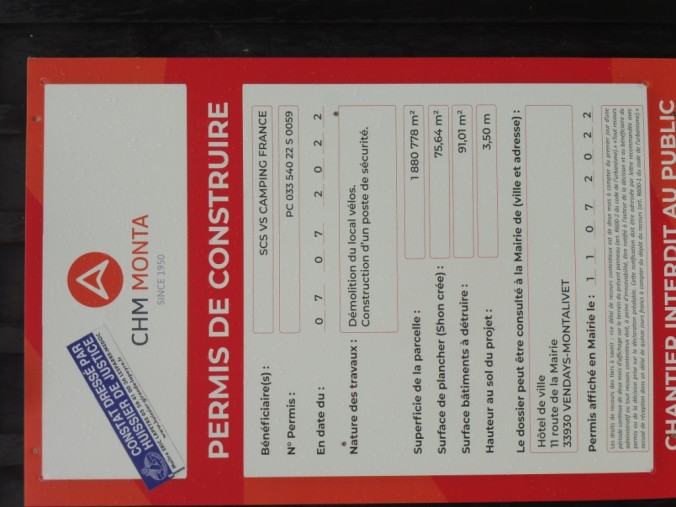 CONSTAT DRESSÉ PAR
HUISSIER DE JUSTICE
CHM MONTA
SINCE 1950
PERMIS DE CONSTRUIRE
Bénéficiaire(s) : SCS VS CAMPING FRANCE
N° Permis : PC 033 540 22 S 0059
En date du : 0 7 0 7 2 0 2 2
* Nature des travaux : Démolition du local vélos. *
Construction d'un poste de sécurité.
Superficie de la parcelle : 1 880 778 m²
Surface de plancher (Shon crée) : 75,64 m²
Surface bâtiments à détruire : 91,01 m²
Hauteur au sol du projet : 3,50 m
Le dossier peut être consulté à la Mairie de (ville et adresse) :
Hôtel de ville
11 route de la Mairie
33930 VENDAYS-MONTALIVET
Permis affiché en Mairie le : 1 1 0 7 2 0 2 2
CHANTIER INTERDIT AU PUBLIC